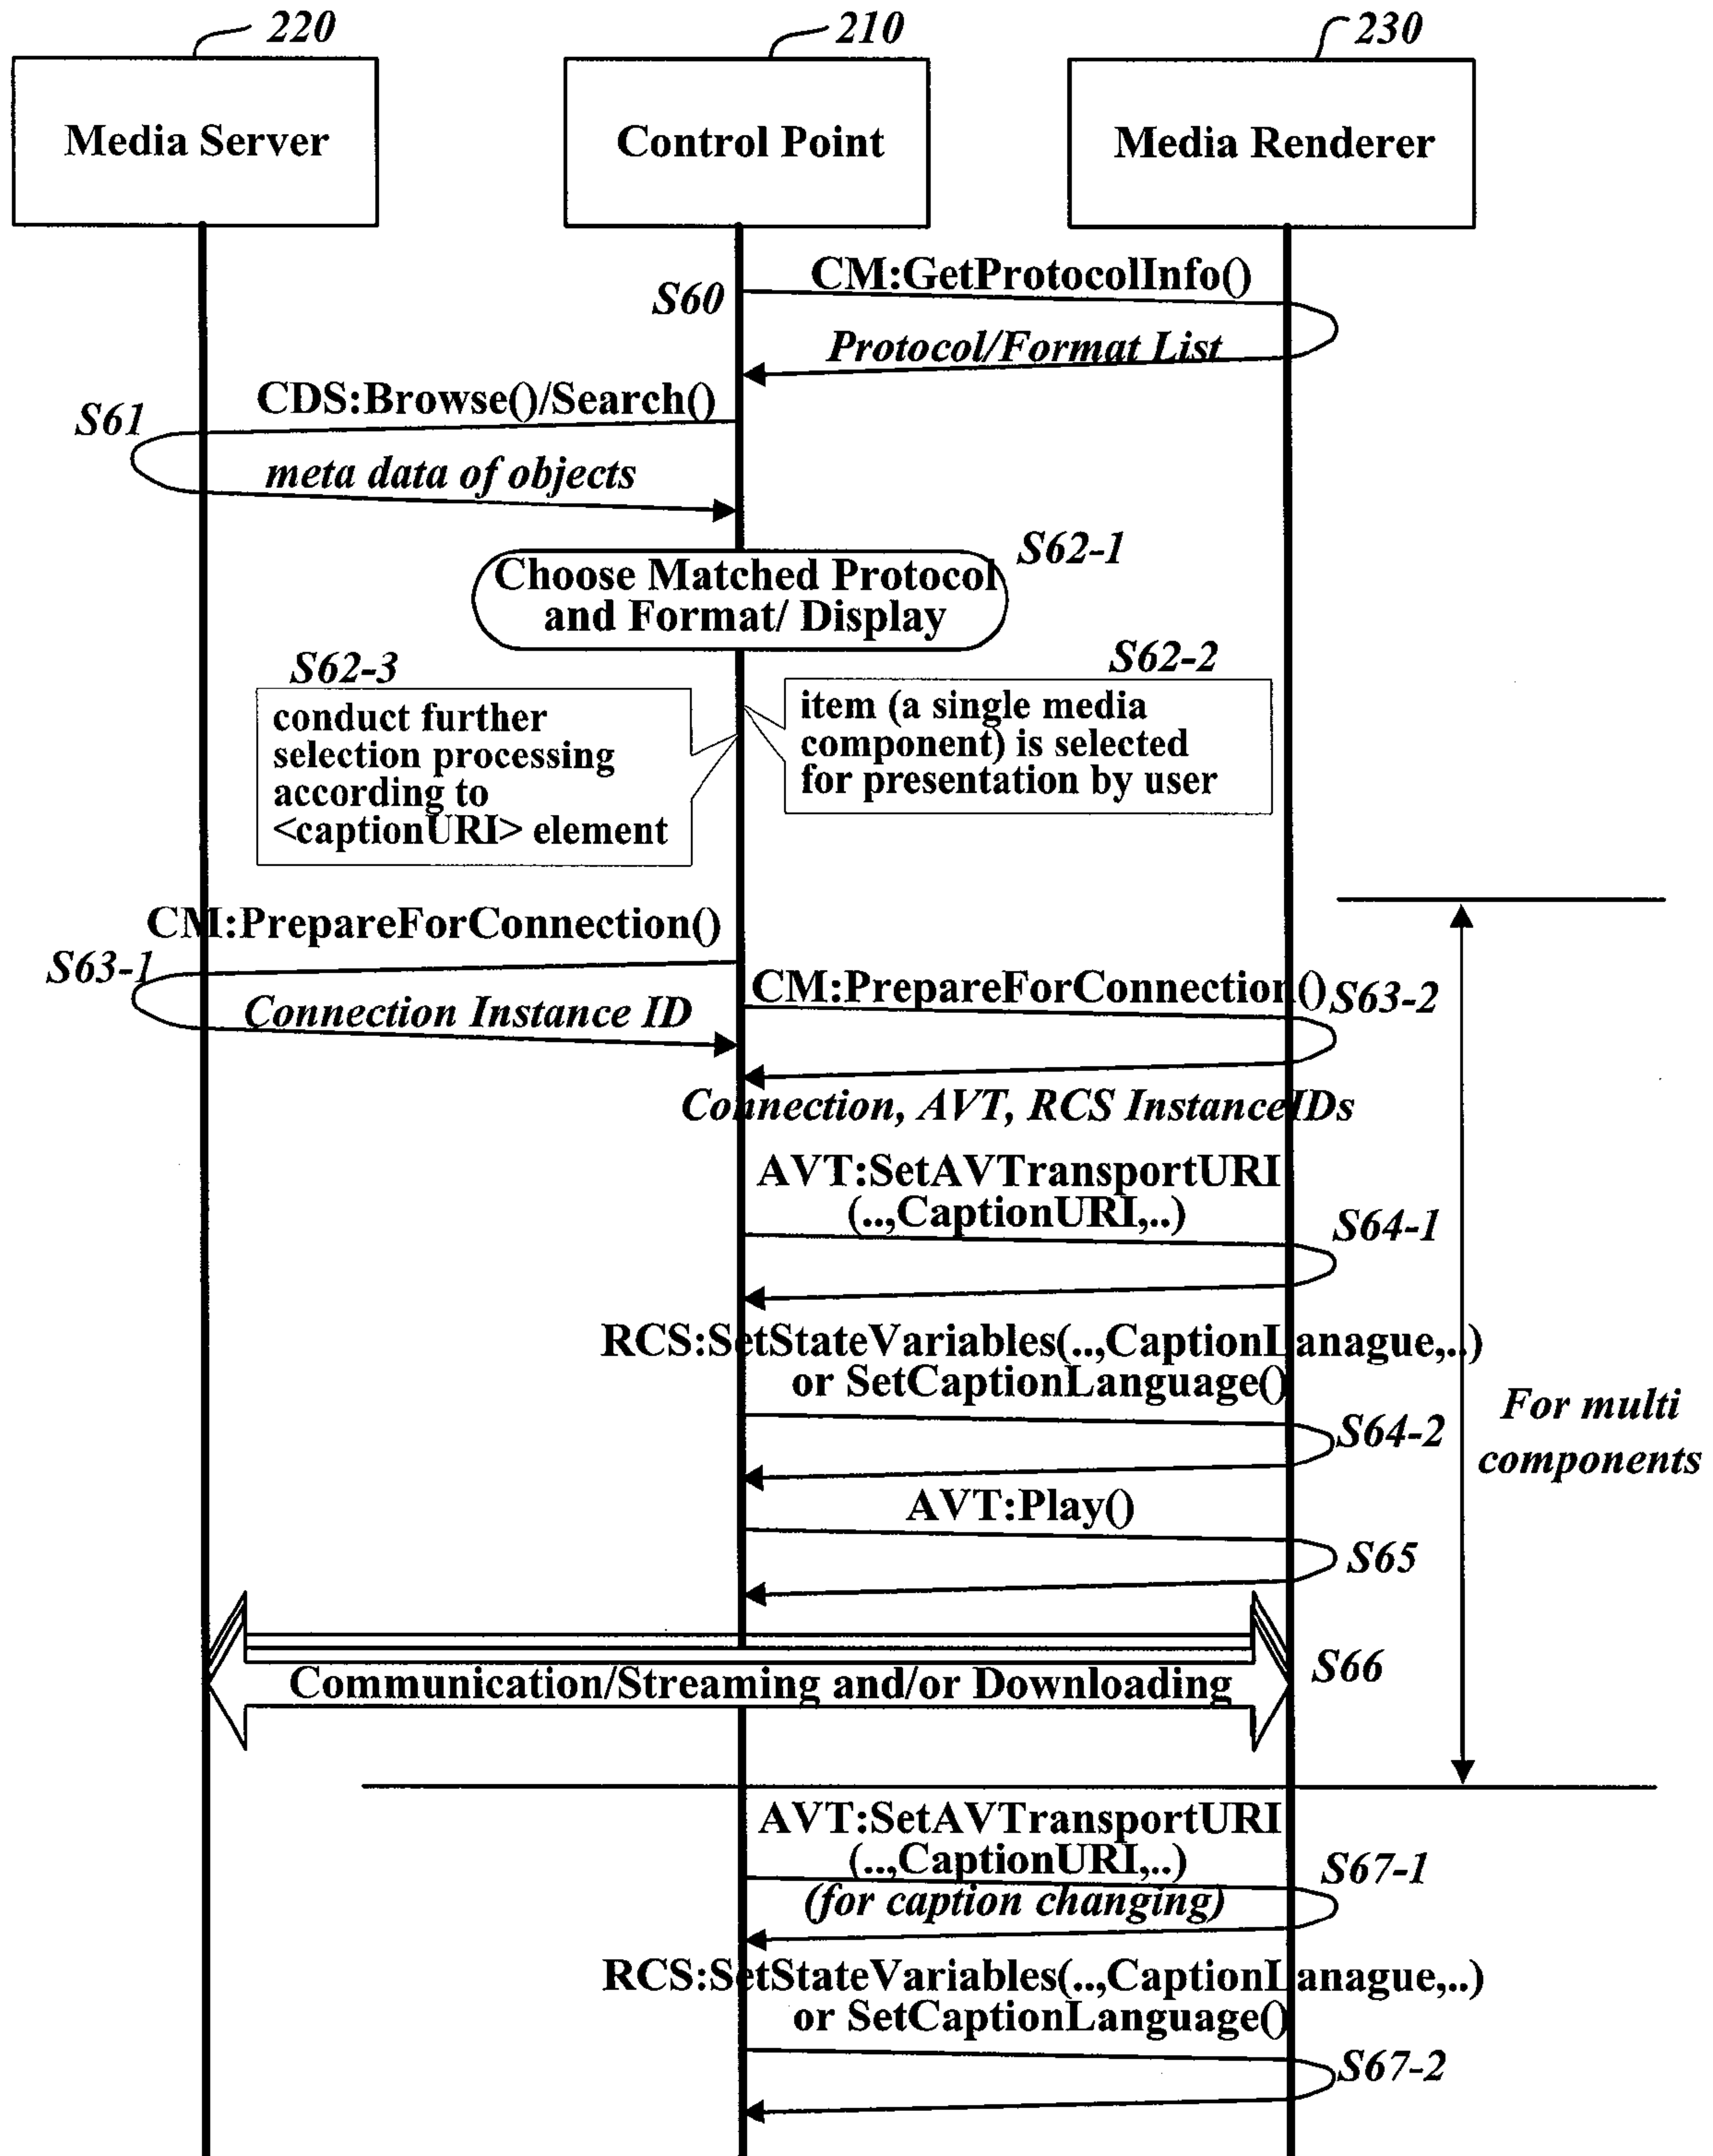 220
210
230
Media Server
Control Point
Media Renderer
CM:GetProtocolInfo()
S60
Protocol/Format List
CDS:Browse()/Search()
S61
meta data of objects
S62-1
Choose Matched Protocol
and Format/ Display
S62-3
S62-2
conduct further
selection processing
according to
<captionURI> element
item (a single media
component) is selected
for presentation by user
CM:PrepareForConnection()
S63-1
Connection Instance ID
CM:PrepareForConnection()
S63-2
Connection, AVT, RCS InstanceIDs
AVT:SetAVTransportURI
(..,CaptionURI,..)
S64-1
RCS:SetStateVariables(..,CaptionLanague,..)
or SetCaptionLanguage()
S64-2
For multi
components
AVT:Play()
S65
Communication/Streaming and/or Downloading
S66
AVT:SetAVTransportURI
(..,CaptionURI,..)
(for caption changing)
S67-1
RCS:SetStateVariables(..,CaptionLanague,..)
or SetCaptionLanguage()
S67-2